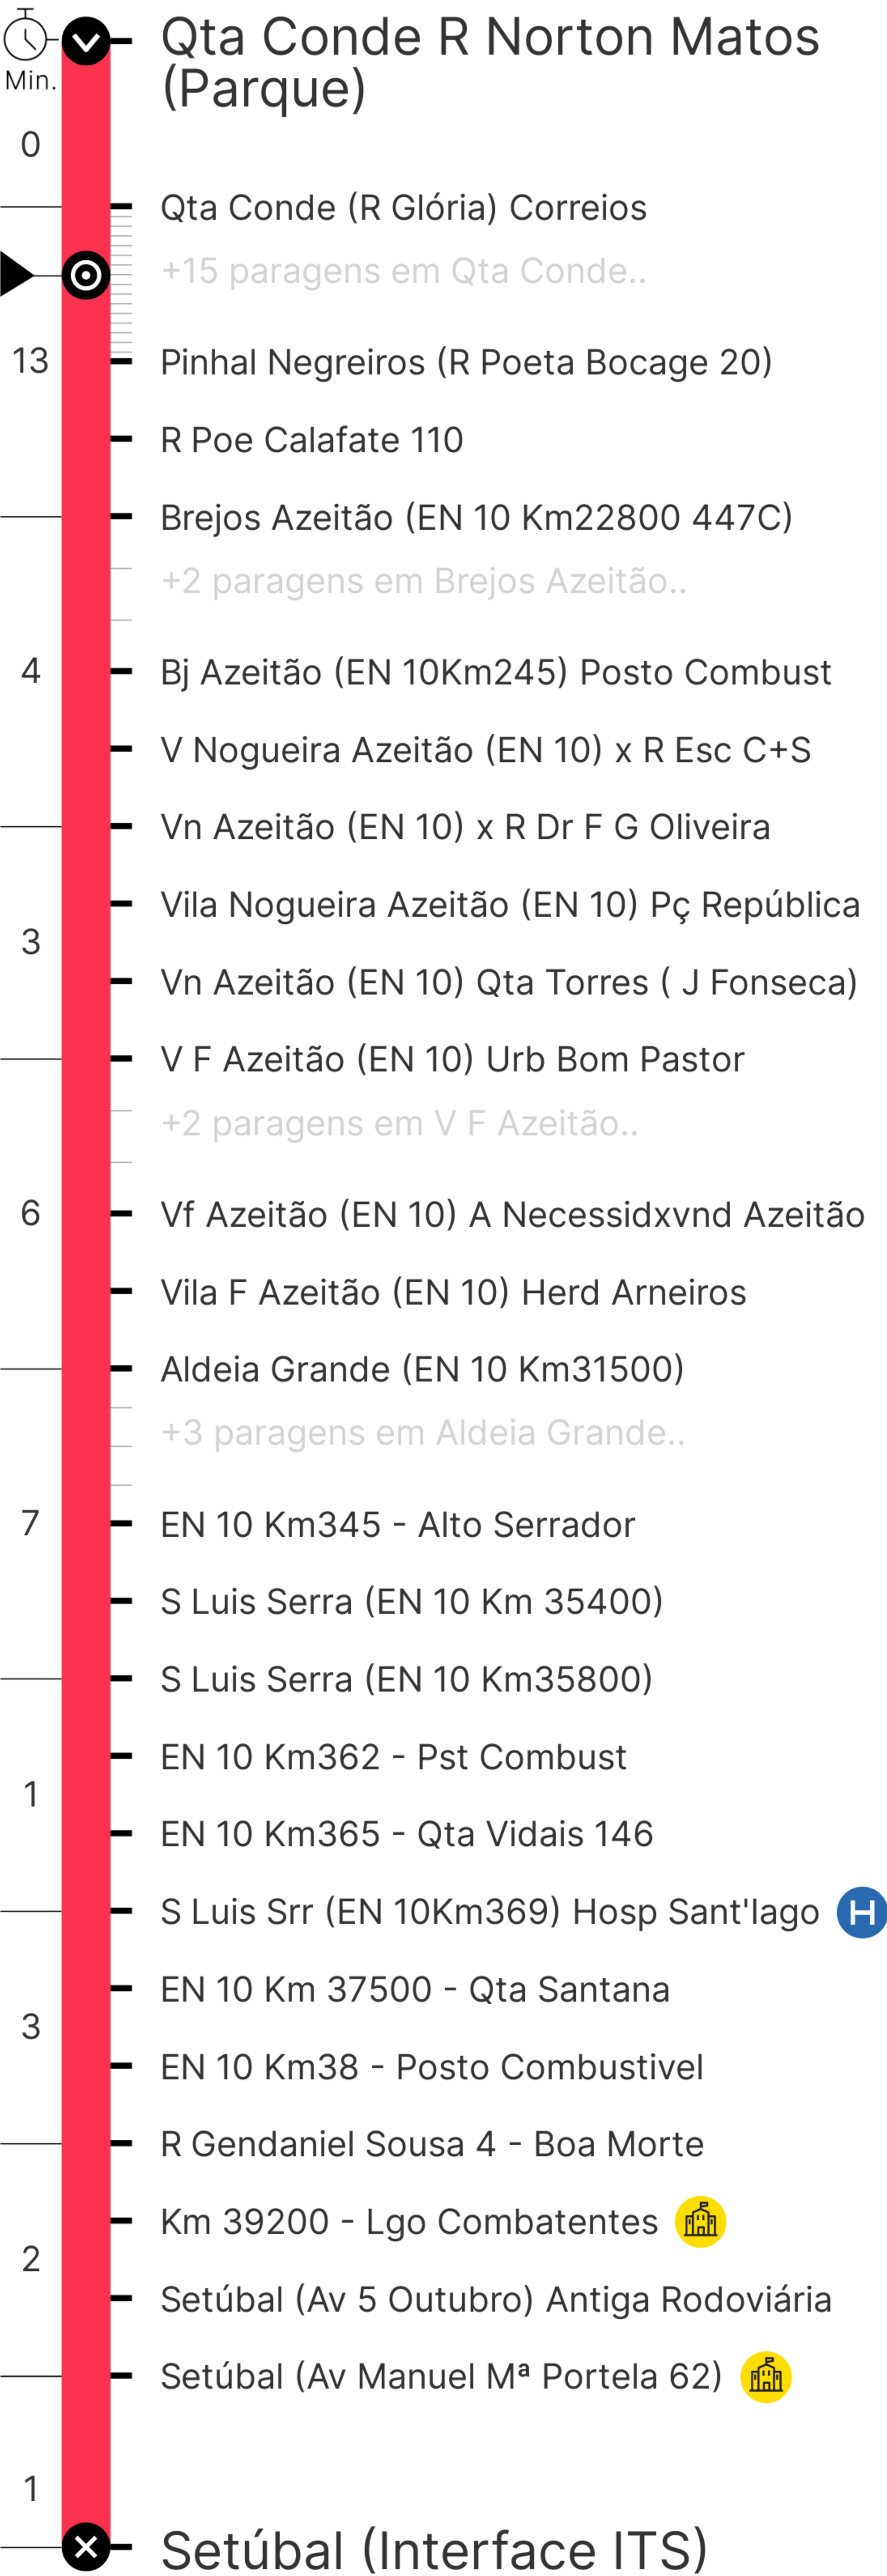 Qta Conde R Norton Matos
(Parque)
Min.
0
Qta Conde (R Glória) Correios
+15 paragens em Qta Conde..
13
Pinhal Negreiros (R Poeta Bocage 20)
R Poe Calafate 110
Brejos Azeitão (EN 10 Km22800 447C)
+2 paragens em Brejos Azeitão..
4
Bj Azeitão (EN 10Km245) Posto Combust
V Nogueira Azeitão (EN 10) x R Esc C+S
Vn Azeitão (EN 10) x R Dr F G Oliveira
Vila Nogueira Azeitão (EN 10) Pç República
3
Vn Azeitão (EN 10) Qta Torres ( J Fonseca)
V F Azeitão (EN 10) Urb Bom Pastor
+2 paragens em V F Azeitão..
6
Vf Azeitão (EN 10) A Necessidxvnd Azeitão
Vila F Azeitão (EN 10) Herd Arneiros
Aldeia Grande (EN 10 Km31500)
+3 paragens em Aldeia Grande..
7
EN 10 Km345 - Alto Serrador
S Luis Serra (EN 10 Km 35400)
S Luis Serra (EN 10 Km35800)
EN 10 Km362 - Pst Combust
1
EN 10 Km365 - Qta Vidais 146
S Luis Srr (EN 10Km369) Hosp Sant'Iago H
EN 10 Km 37500 - Qta Santana
3
EN 10 Km38 - Posto Combustivel
R Gendaniel Sousa 4 - Boa Morte
Km 39200 - Lgo Combatentes
2
Setúbal (Av 5 Outubro) Antiga Rodoviária
Setúbal (Av Manuel Mª Portela 62)
1
Setúbal (Interface ITS)